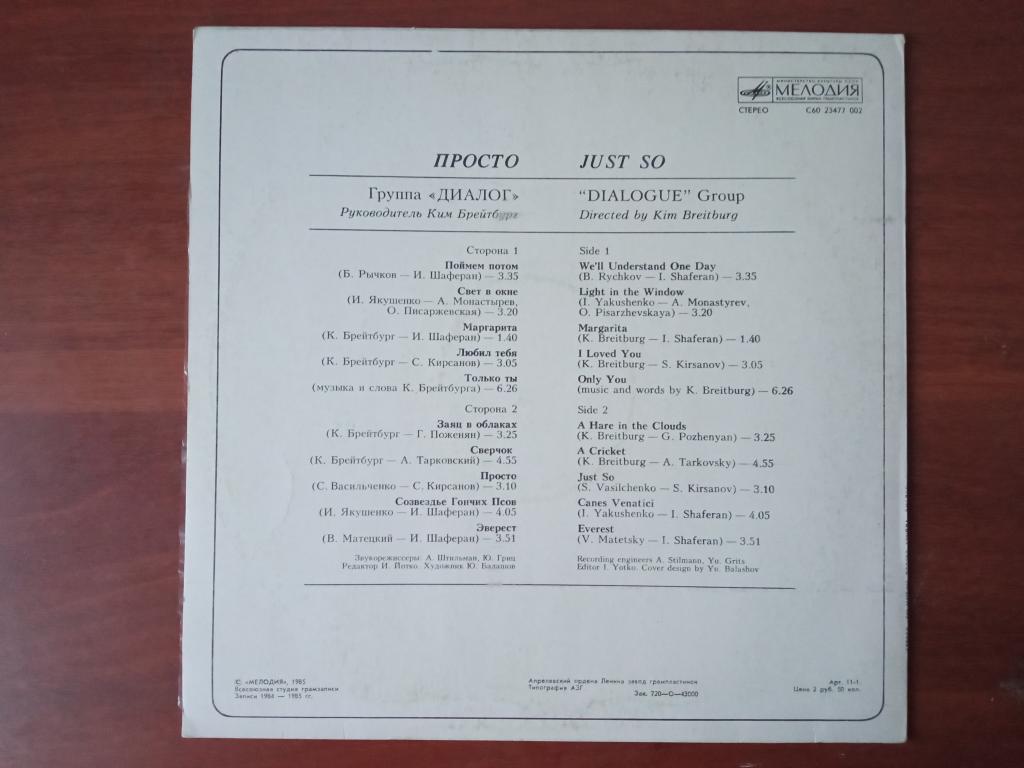 МИНИСТЕРСТВО КУЛЬТУРЫ СССР
МЕЛОДИЯ
ВСЕСОЮЗНАЯ ФИРМА ГРАМПЛАСТИНОК
СТЕРЕО С60 23477 002
ПРОСТО
Группа «ДИАЛОГ»
Руководитель Ким Брейтбург
Сторона 1
Поймем потом
(Б. Рычков — И. Шаферан) — 3.35
Свет в окне
(И. Якушенко — А. Монастырев,
О. Писаржевская) — 3.20
Маргарита
(К. Брейтбург — И. Шаферан) — 1.40
Любил тебя
(К. Брейтбург — С. Кирсанов) — 3.05
Только ты
(музыка и слова К. Брейтбурга) — 6.26
Сторона 2
Заяц в облаках
(К. Брейтбург — Г. Поженян) — 3.25
Сверчок
(К. Брейтбург — А. Тарковский) — 4.55
Просто
(С. Васильченко — С. Кирсанов) — 3.10
Созвездье Гончих Псов
(И. Якушенко — И. Шаферан) — 4.05
Эверест
(В. Матецкий — И. Шаферан) — 3.51
Звукорежиссеры: А. Штильман, Ю. Гриц
Редактор И. Йотко. Художник Ю. Балашов
JUST SO
“DIALOGUE” Group
Directed by Kim Breitburg
Side 1
We'll Understand One Day
(B. Rychkov — I. Shaferan) — 3.35
Light in the Window
(I. Yakushenko — A. Monastyrev,
O. Pisarzhevskaya) — 3.20
Margarita
(K. Breitburg — I. Shaferan) — 1.40
I Loved You
(K. Breitburg — S. Kirsanov) — 3.05
Only You
(music and words by K. Breitburg) — 6.26
Side 2
A Hare in the Clouds
(K. Breitburg — G. Pozhenyan) — 3.25
A Cricket
(K. Breitburg — A. Tarkovsky) — 4.55
Just So
(S. Vasilchenko — S. Kirsanov) — 3.10
Canes Venatici
(I. Yakushenko — I. Shaferan) — 4.05
Everest
(V. Matetsky — I. Shaferan) — 3.51
Recording engineers A. Stilmann, Yu. Grits
Editor I. Yotko. Cover design by Yu. Balashov
© «МЕЛОДИЯ», 1985
Всесоюзная студия грамзаписи
Записи 1984 — 1985 гг.
Апрелевский ордена Ленина завод грампластинок
Типография АЗГ Зак. 720—О—43000
Арт. 11-1.
Цена 2 руб. 50 коп.